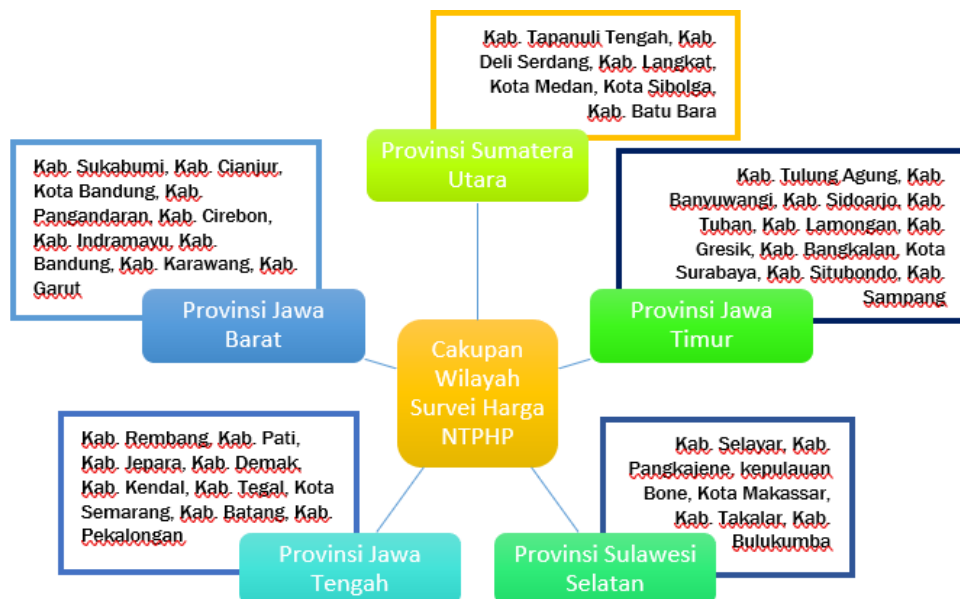 Kab. Tapanuli Tengah, Kab.
Deli Serdang, Kab. Langkat,
Kota Medan, Kota Sibolga,
Kab. Batu Bara
Provinsi Sumatera
Utara
Kab. Sukabumi, Kab. Cianjur,
Kota Bandung, Kab.
Pangandaran, Kab. Cirebon,
Kab. Indramayu, Kab.
Bandung, Kab. Karawang, Kab.
Garut
Provinsi Jawa
Barat
Kab. Tulung Agung, Kab.
Banyuwangi, Kab. Sidoarjo, Kab.
Tuban, Kab. Lamongan, Kab.
Gresik, Kab. Bangkalan, Kota
Surabaya, Kab. Situbondo, Kab.
Sampang
Provinsi Jawa
Timur
Cakupan
Wilayah
Survei Harga
NTPHP
Kab. Rembang, Kab. Pati,
Kab. Jepara, Kab. Demak,
Kab. Kendal, Kab. Tegal, Kota
Semarang, Kab. Batang, Kab.
Pekalongan
Provinsi Jawa
Tengah
Kab. Selayar, Kab.
Pangkajene, kepulauan
Bone, Kota Makassar,
Kab. Takalar, Kab.
Bulukumba
Provinsi Sulawesi
Selatan